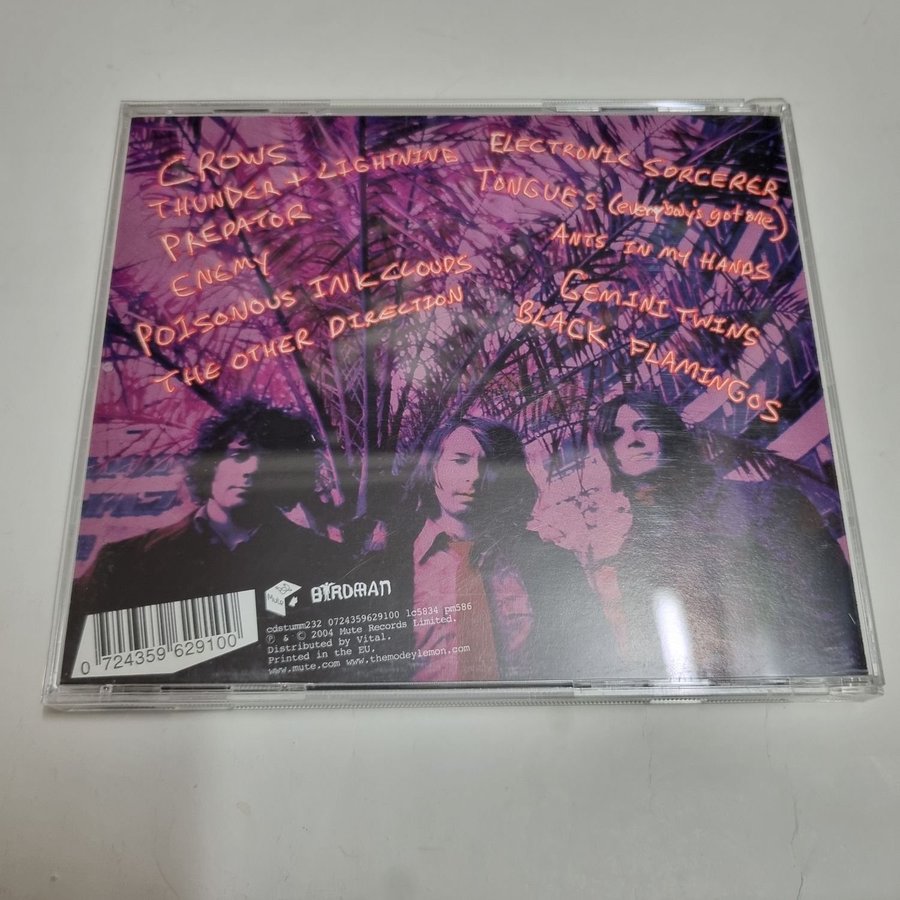 CROWS
THUNDER + LIGHTNING
PREDATOR
ENEMY
POISONOUS INK CLOUDS
THE OTHER DIRECTION
ELECTRONIC SORCERER
TONGUES (everybody's got one)
ANTS IN MY HANDS
GEMINI TWINS
BLACK FLAMINGOS
Mute
BIRDMAN
cdstumm232 0724359629100 lc5834 pm586
℗ & © 2004 Mute Records Limited.
Distributed by Vital.
Printed in the EU.
www.mute.com www.themodeylemon.com
0 724359 629100